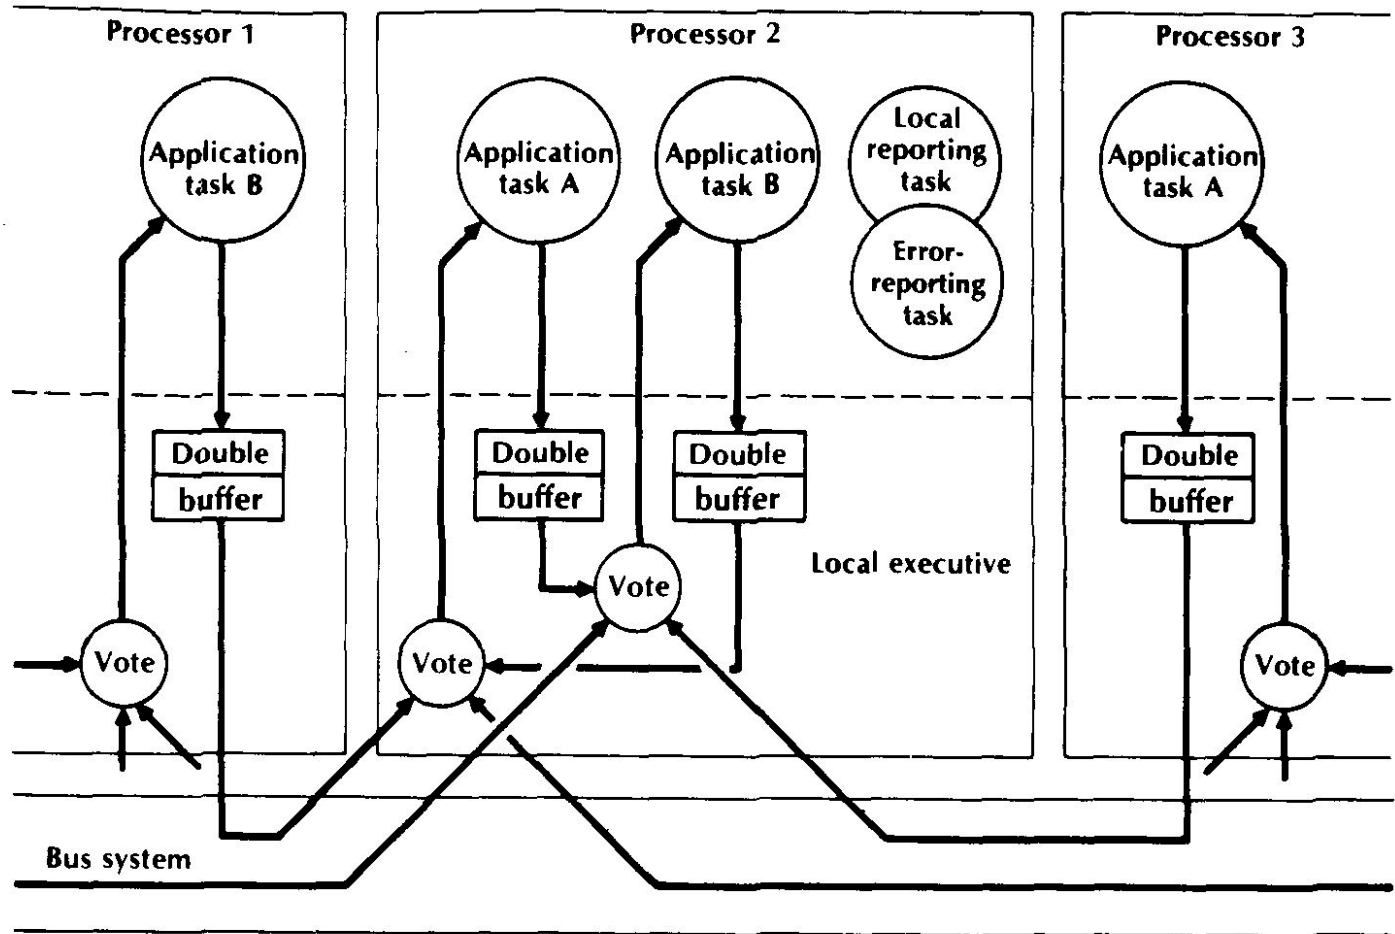 Processor 1
Processor 2
Processor 3
Application
task B
Application
task A
Application
task B
Local
reporting
task
Error-
reporting
task
Application
task A
Double
buffer
Double
buffer
Double
buffer
Double
buffer
Local executive
Vote
Vote
Vote
Vote
Bus system